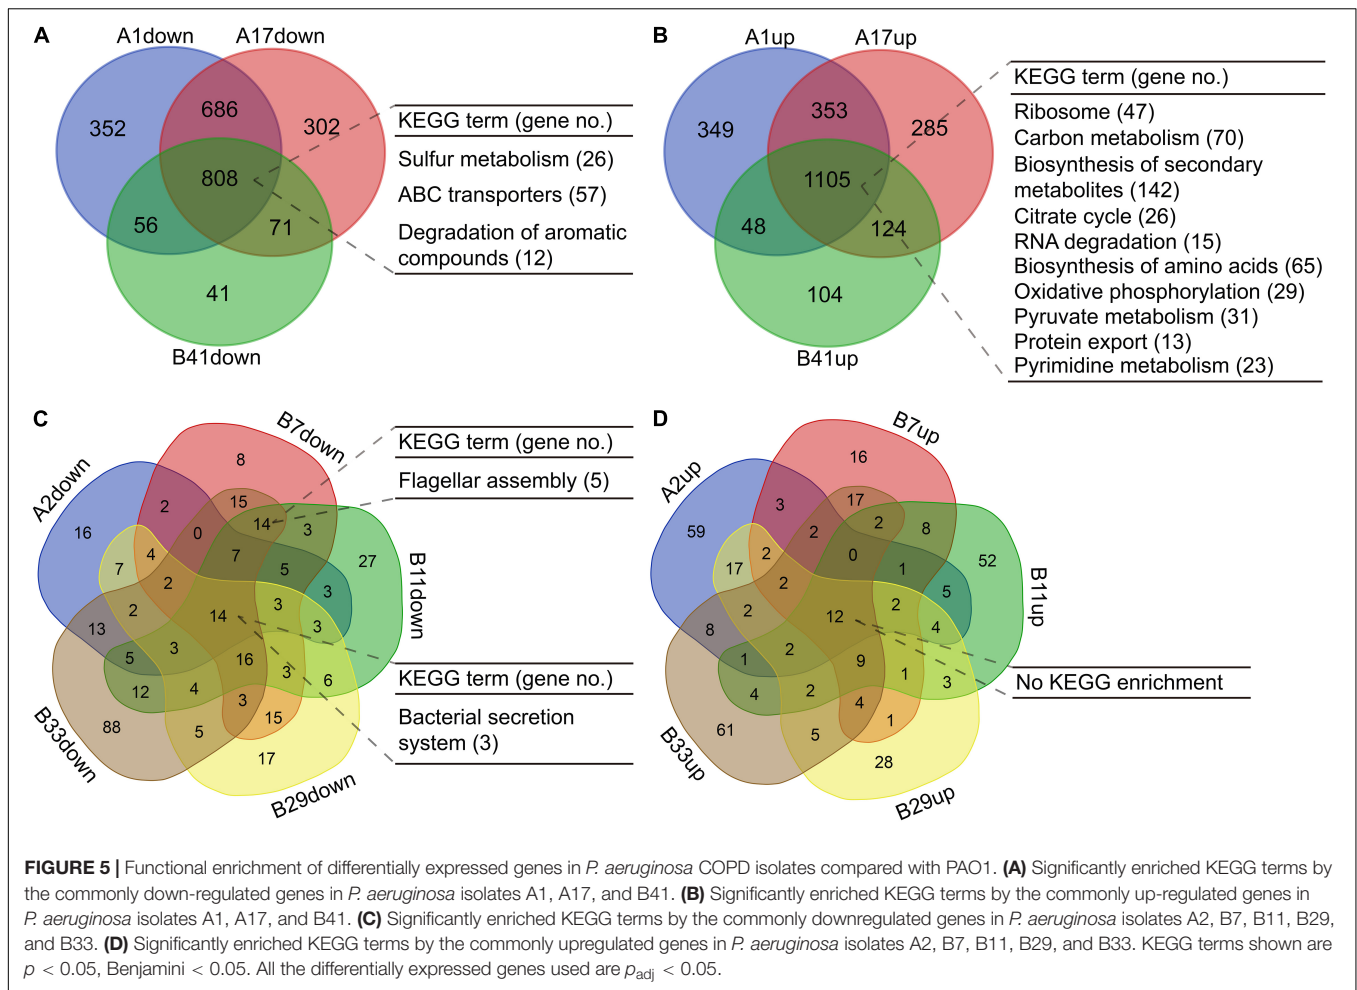 A
A1down
A17down
352
686
302
808
56
71
41
B41down
KEGG term (gene no.)
Sulfur metabolism (26)
ABC transporters (57)
Degradation of aromatic
compounds (12)
B
A1up
A17up
349
353
285
1105
48
124
104
B41up
KEGG term (gene no.)
Ribosome (47)
Carbon metabolism (70)
Biosynthesis of secondary
metabolites (142)
Citrate cycle (26)
RNA degradation (15)
Biosynthesis of amino acids (65)
Oxidative phosphorylation (29)
Pyruvate metabolism (31)
Protein export (13)
Pyrimidine metabolism (23)
C
B7down
A2down
B11down
B33down
B29down
8
2
15
16
0
14
3
4
7
27
7
5
2
3
2
14
3
3
13
3
5
16
3
6
12
4
3
88
5
15
17
KEGG term (gene no.)
Flagellar assembly (5)
KEGG term (gene no.)
Bacterial secretion
system (3)
D
B7up
A2up
B11up
B33up
B29up
16
3
17
59
2
2
8
2
0
52
17
1
2
5
2
12
2
4
8
2
1
9
1
3
4
2
4
61
5
1
28
No KEGG enrichment
FIGURE 5 | Functional enrichment of differentially expressed genes in P. aeruginosa COPD isolates compared with PAO1. (A) Significantly enriched KEGG terms by
the commonly down-regulated genes in P. aeruginosa isolates A1, A17, and B41. (B) Significantly enriched KEGG terms by the commonly up-regulated genes in
P. aeruginosa isolates A1, A17, and B41. (C) Significantly enriched KEGG terms by the commonly downregulated genes in P. aeruginosa isolates A2, B7, B11, B29,
and B33. (D) Significantly enriched KEGG terms by the commonly upregulated genes in P. aeruginosa isolates A2, B7, B11, B29, and B33. KEGG terms shown are
p < 0.05, Benjamini < 0.05. All the differentially expressed genes used are padj < 0.05.